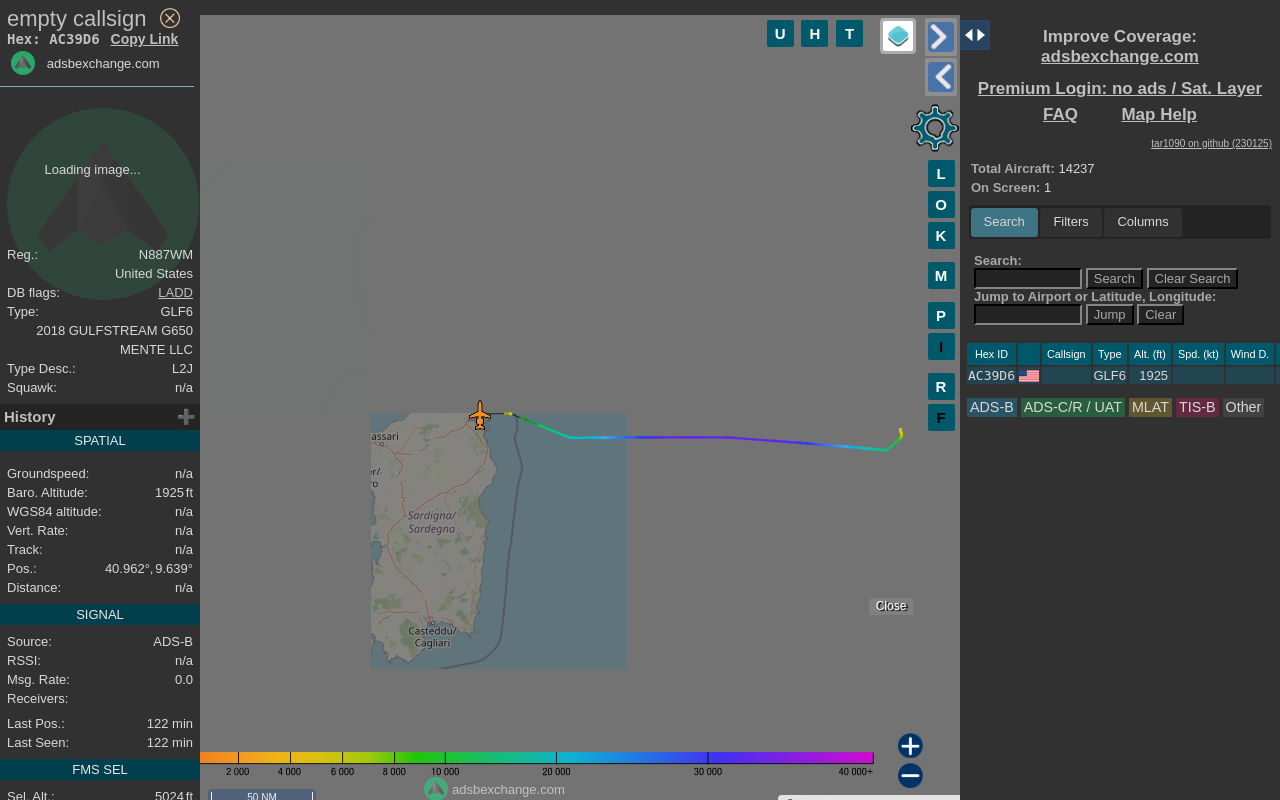 empty callsign
Hex: AC39D6 Copy Link
adsbexchange.com
Loading image...
Reg.: N887WM
United States
DB flags: LADD
Type: GLF6
2018 GULFSTREAM G650
MENTE LLC
Type Desc.: L2J
Squawk: n/a
History
SPATIAL
Groundspeed: n/a
Baro. Altitude: 1925 ft
WGS84 altitude: n/a
Vert. Rate: n/a
Track: n/a
Pos.: 40.962°, 9.639°
Distance: n/a
SIGNAL
Source: ADS-B
RSSI: n/a
Msg. Rate: 0.0
Receivers:
Last Pos.: 122 min
Last Seen: 122 min
FMS SEL
Sel. Alt.: 5024 ft
U H T
L
O
K
M
P
I
R
F
assari
er/
ro
Sardigna/
Sardegna
Casteddu/
Cagliari
Close
2 000 4 000 6 000 8 000 10 000 20 000 30 000 40 000+
adsbexchange.com
50 NM
Improve Coverage:
adsbexchange.com
Premium Login: no ads / Sat. Layer
FAQ Map Help
tar1090 on github (230125)
Total Aircraft: 14237
On Screen: 1
Search Filters Columns
Search:
Search Clear Search
Jump to Airport or Latitude, Longitude:
Jump Clear
Hex ID Callsign Type Alt. (ft) Spd. (kt) Wind D.
AC39D6 GLF6 1925
ADS-B ADS-C/R / UAT MLAT TIS-B Other